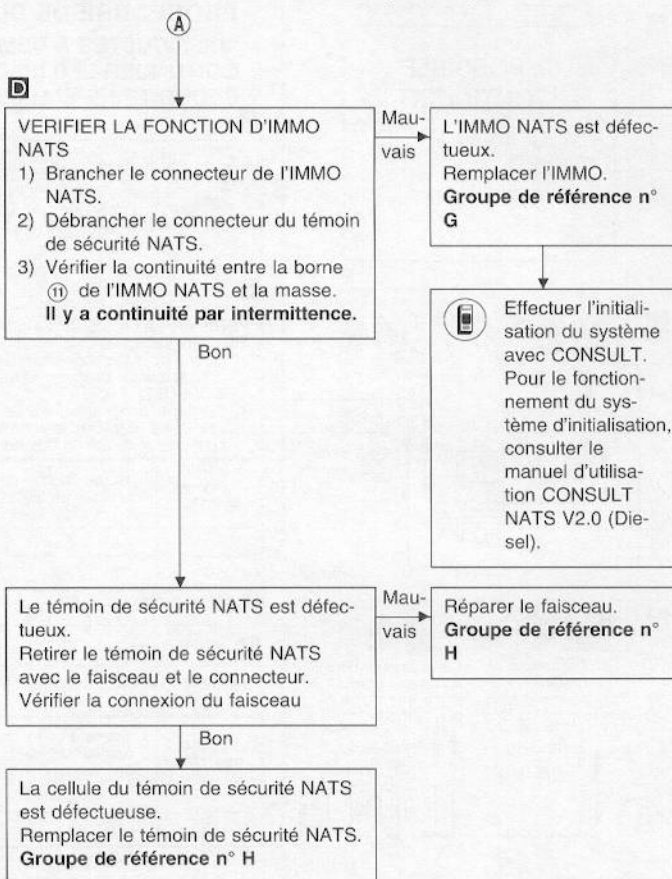 A
D
VERIFIER LA FONCTION D'IMMO
NATS
1) Brancher le connecteur de l'IMMO
NATS.
2) Débrancher le connecteur du témoin
de sécurité NATS.
3) Vérifier la continuité entre la borne
⑪ de l'IMMO NATS et la masse.
Il y a continuité par intermittence.
Mau-
vais
L'IMMO NATS est défec-
tueux.
Remplacer l'IMMO.
Groupe de référence n°
G
Effectuer l'initiali-
sation du système
avec CONSULT.
Pour le fonction-
nement du sys-
tème d'initialisation,
consulter le
manuel d'utilisa-
tion CONSULT
NATS V2.0 (Die-
sel).
Bon
Le témoin de sécurité NATS est défec-
tueux.
Retirer le témoin de sécurité NATS
avec le faisceau et le connecteur.
Vérifier la connexion du faisceau
Mau-
vais
Réparer le faisceau.
Groupe de référence n°
H
Bon
La cellule du témoin de sécurité NATS
est défectueuse.
Remplacer le témoin de sécurité NATS.
Groupe de référence n° H